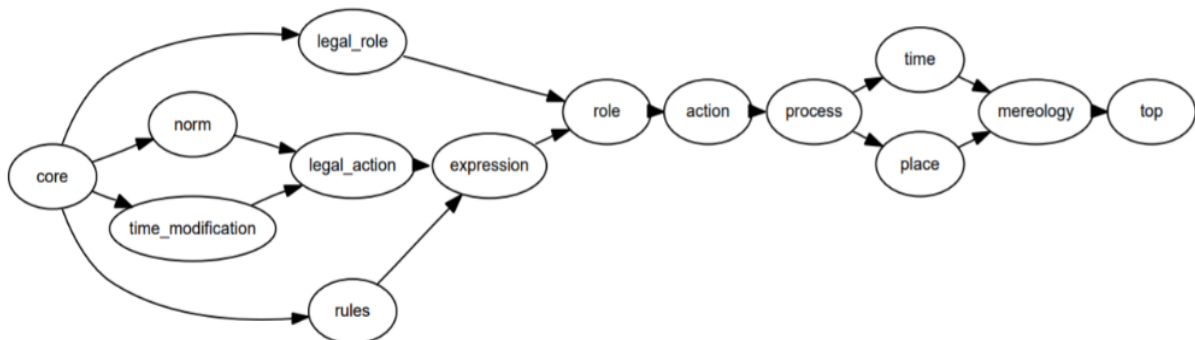 legal_role
time
norm
role
action
process
mereology
top
core
legal_action
expression
place
time_modification
rules